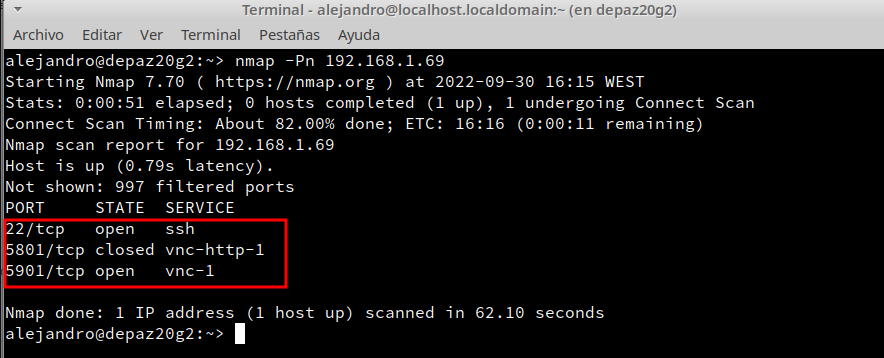 Terminal - alejandro@localhost.localdomain:~ (en depaz20g2)
Archivo Editar Ver Terminal Pestañas Ayuda
alejandro@depaz20g2:~> nmap -Pn 192.168.1.69
Starting Nmap 7.70 ( https://nmap.org ) at 2022-09-30 16:15 WEST
Stats: 0:00:51 elapsed; 0 hosts completed (1 up), 1 undergoing Connect Scan
Connect Scan Timing: About 82.00% done; ETC: 16:16 (0:00:11 remaining)
Nmap scan report for 192.168.1.69
Host is up (0.79s latency).
Not shown: 997 filtered ports
PORT     STATE  SERVICE
22/tcp   open   ssh
5801/tcp closed vnc-http-1
5901/tcp open   vnc-1
Nmap done: 1 IP address (1 host up) scanned in 62.10 seconds
alejandro@depaz20g2:~>